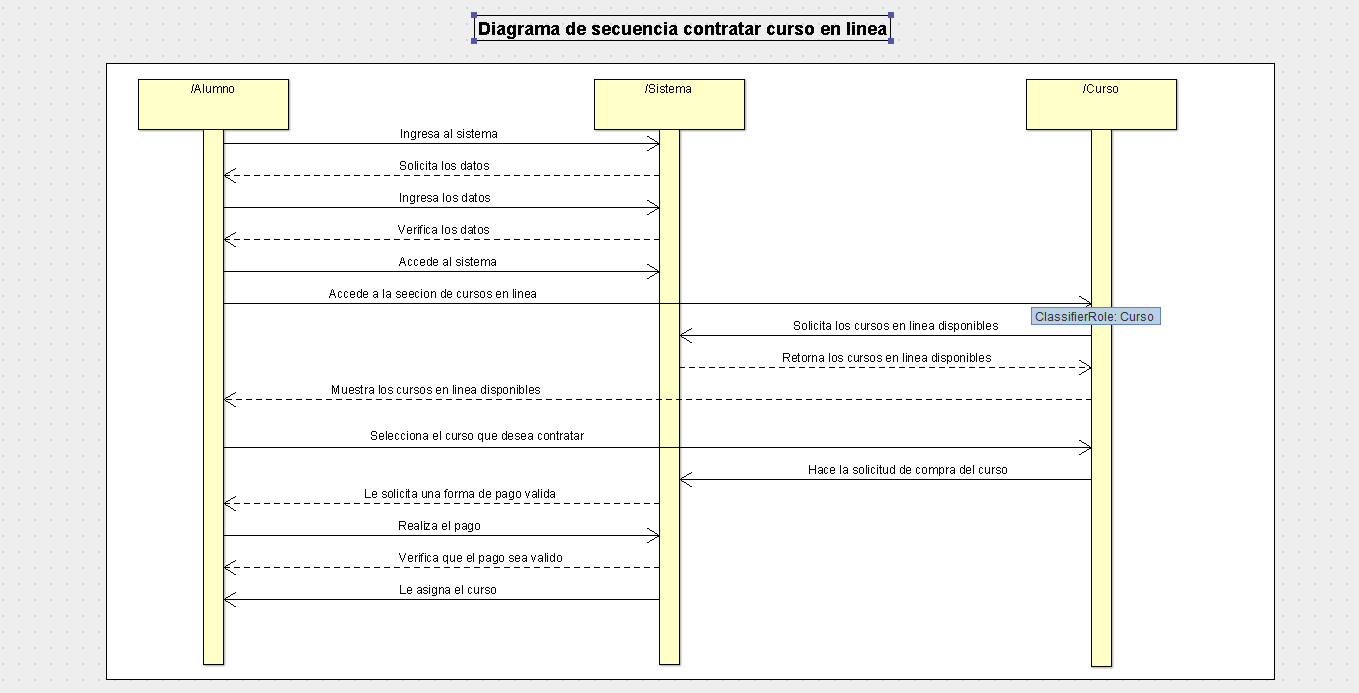 Diagrama de secuencia contratar curso en linea
/Alumno
/Sistema
/Curso
Ingresa al sistema
Solicita los datos
Ingresa los datos
Verifica los datos
Accede al sistema
Accede a la seecion de cursos en linea
ClassifierRole: Curso
Solicita los cursos en linea disponibles
Retorna los cursos en linea disponibles
Muestra los cursos en linea disponibles
Selecciona el curso que desea contratar
Hace la solicitud de compra del curso
Le solicita una forma de pago valida
Realiza el pago
Verifica que el pago sea valido
Le asigna el curso